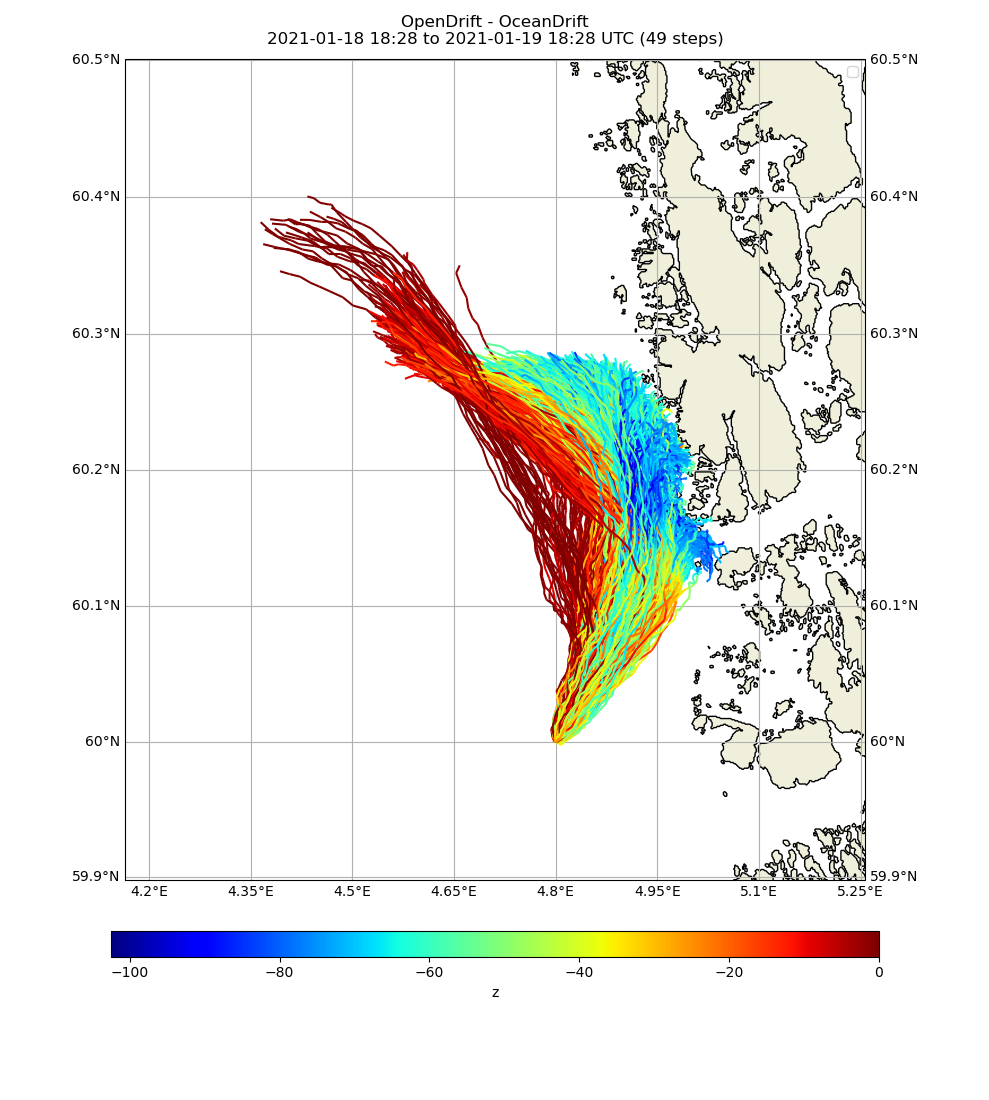 OpenDrift - OceanDrift
2021-01-18 18:28 to 2021-01-19 18:28 UTC (49 steps)
60.5°N 60.5°N
60.4°N 60.4°N
60.3°N 60.3°N
60.2°N 60.2°N
60.1°N 60.1°N
60°N 60°N
59.9°N 59.9°N
4.2°E 4.35°E 4.5°E 4.65°E 4.8°E 4.95°E 5.1°E 5.25°E
−100 −80 −60 −40 −20 0
z